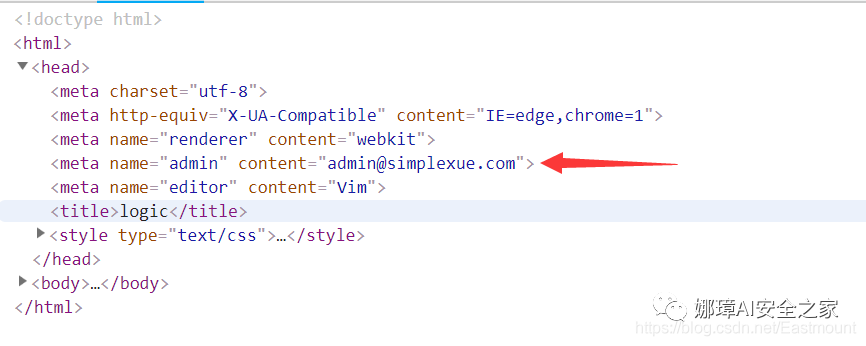 <!doctype html>
<html>
▼<head>
<meta charset="utf-8">
<meta http-equiv="X-UA-Compatible" content="IE=edge,chrome=1">
<meta name="renderer" content="webkit">
<meta name="admin" content="admin@simplexue.com">
<meta name="editor" content="Vim">
<title>logic</title>
▶<style type="text/css">…</style>
</head>
▶<body>…</body>
</html>
娜璋AI安全之家
https://blog.csdn.net/Eastmount